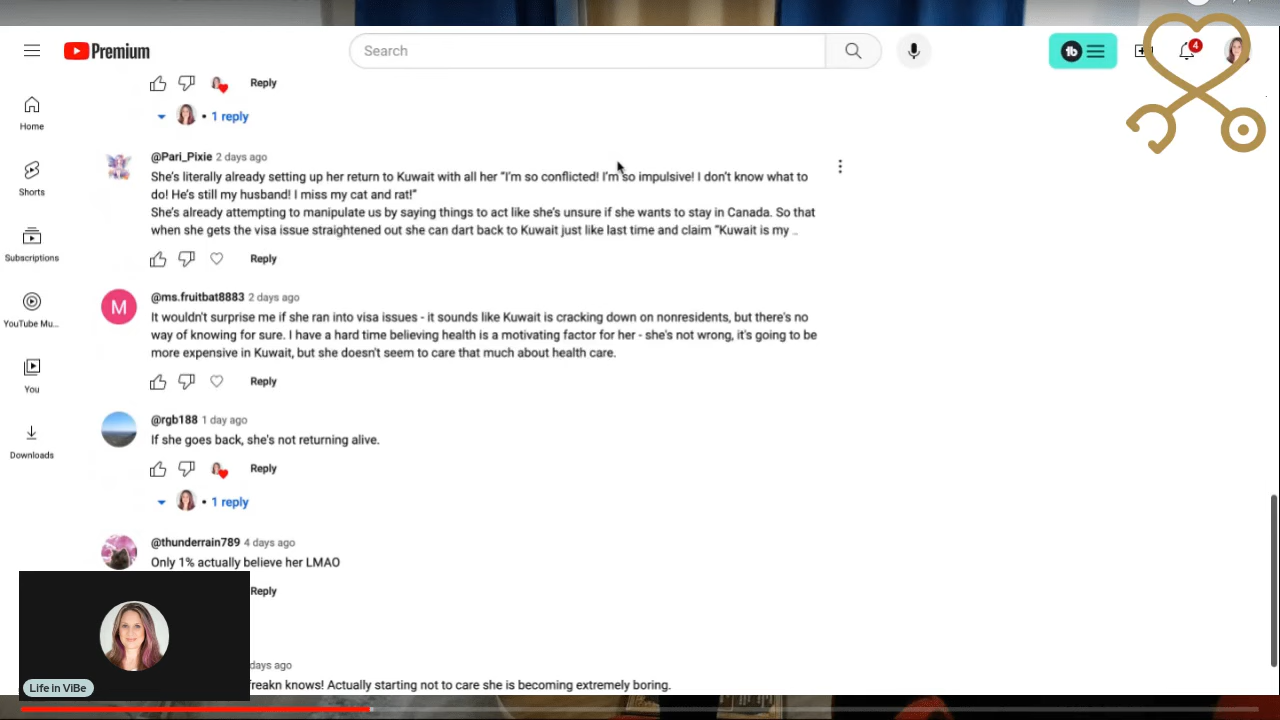 Premium
Search
4
Home
Shorts
Subscriptions
YouTube Mu...
You
Downloads
Reply
1 reply
@Pari_Pixie 2 days ago
She's literally already setting up her return to Kuwait with all her "I'm so conflicted! I'm so impulsive! I don't know what to
do! He's still my husband! I miss my cat and rat!"
She's already attempting to manipulate us by saying things to act like she's unsure if she wants to stay in Canada. So that
when she gets the visa issue straightened out she can dart back to Kuwait just like last time and claim "Kuwait is my ..
Reply
M
@ms.fruitbat8883 2 days ago
It wouldn't surprise me if she ran into visa issues - it sounds like Kuwait is cracking down on nonresidents, but there's no
way of knowing for sure. I have a hard time believing health is a motivating factor for her - she's not wrong, it's going to be
more expensive in Kuwait, but she doesn't seem to care that much about health care.
Reply
@rgb188 1 day ago
If she goes back, she's not returning alive.
Reply
1 reply
@thunderrain789 4 days ago
Only 1% actually believe her LMAO
Reply
days ago
freakn knows! Actually starting not to care she is becoming extremely boring.
Life in ViBe